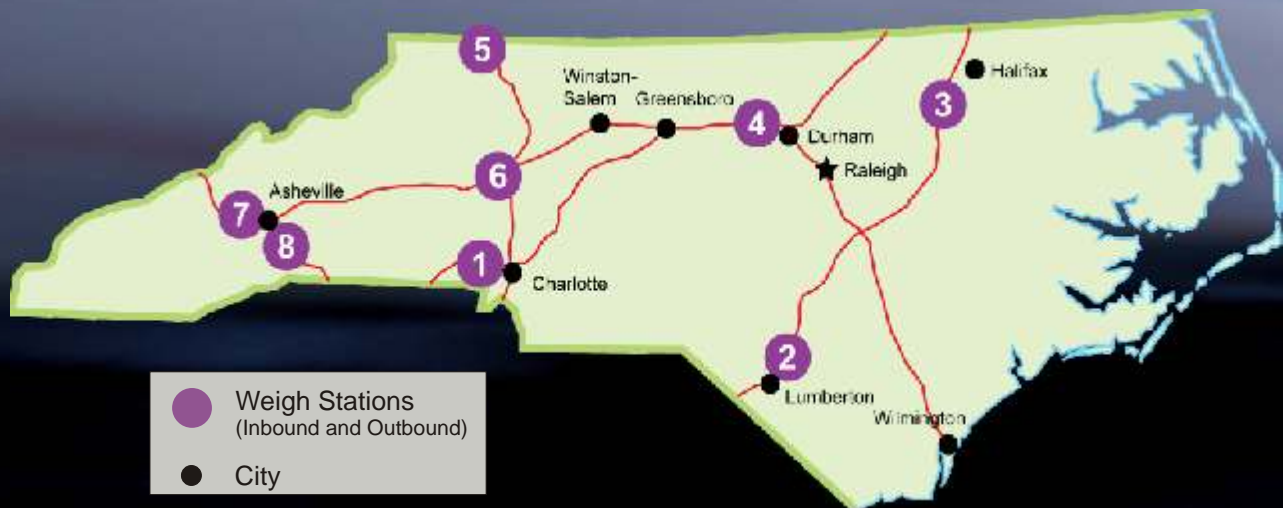 5
Winston-
Salem
Greensboro
Halifax
3
4
Durham
Raleigh
6
Asheville
7
8
1
Charlotte
2
Lumberton
Wilmington
Weigh Stations
(Inbound and Outbound)
City